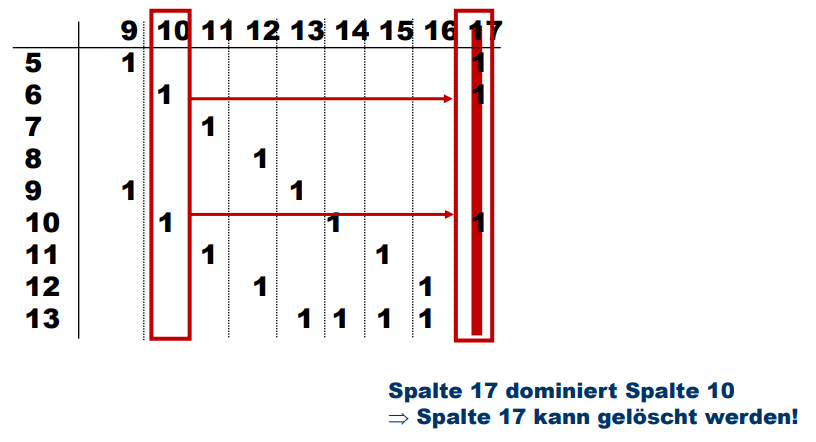 9 10 11 12 13 14 15 16 17
5 1 1
6 1 1
7 1
8 1
9 1 1
10 1 1 1
11 1 1
12 1 1
13 1 1 1 1
Spalte 17 dominiert Spalte 10
⇒ Spalte 17 kann gelöscht werden!